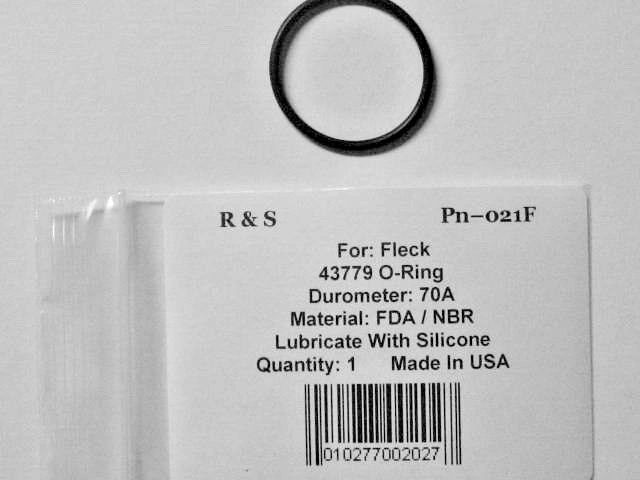 R & S Pn–021F
For: Fleck
43779 O-Ring
Durometer: 70A
Material: FDA / NBR
Lubricate With Silicone
Quantity: 1 Made In USA
010277002027